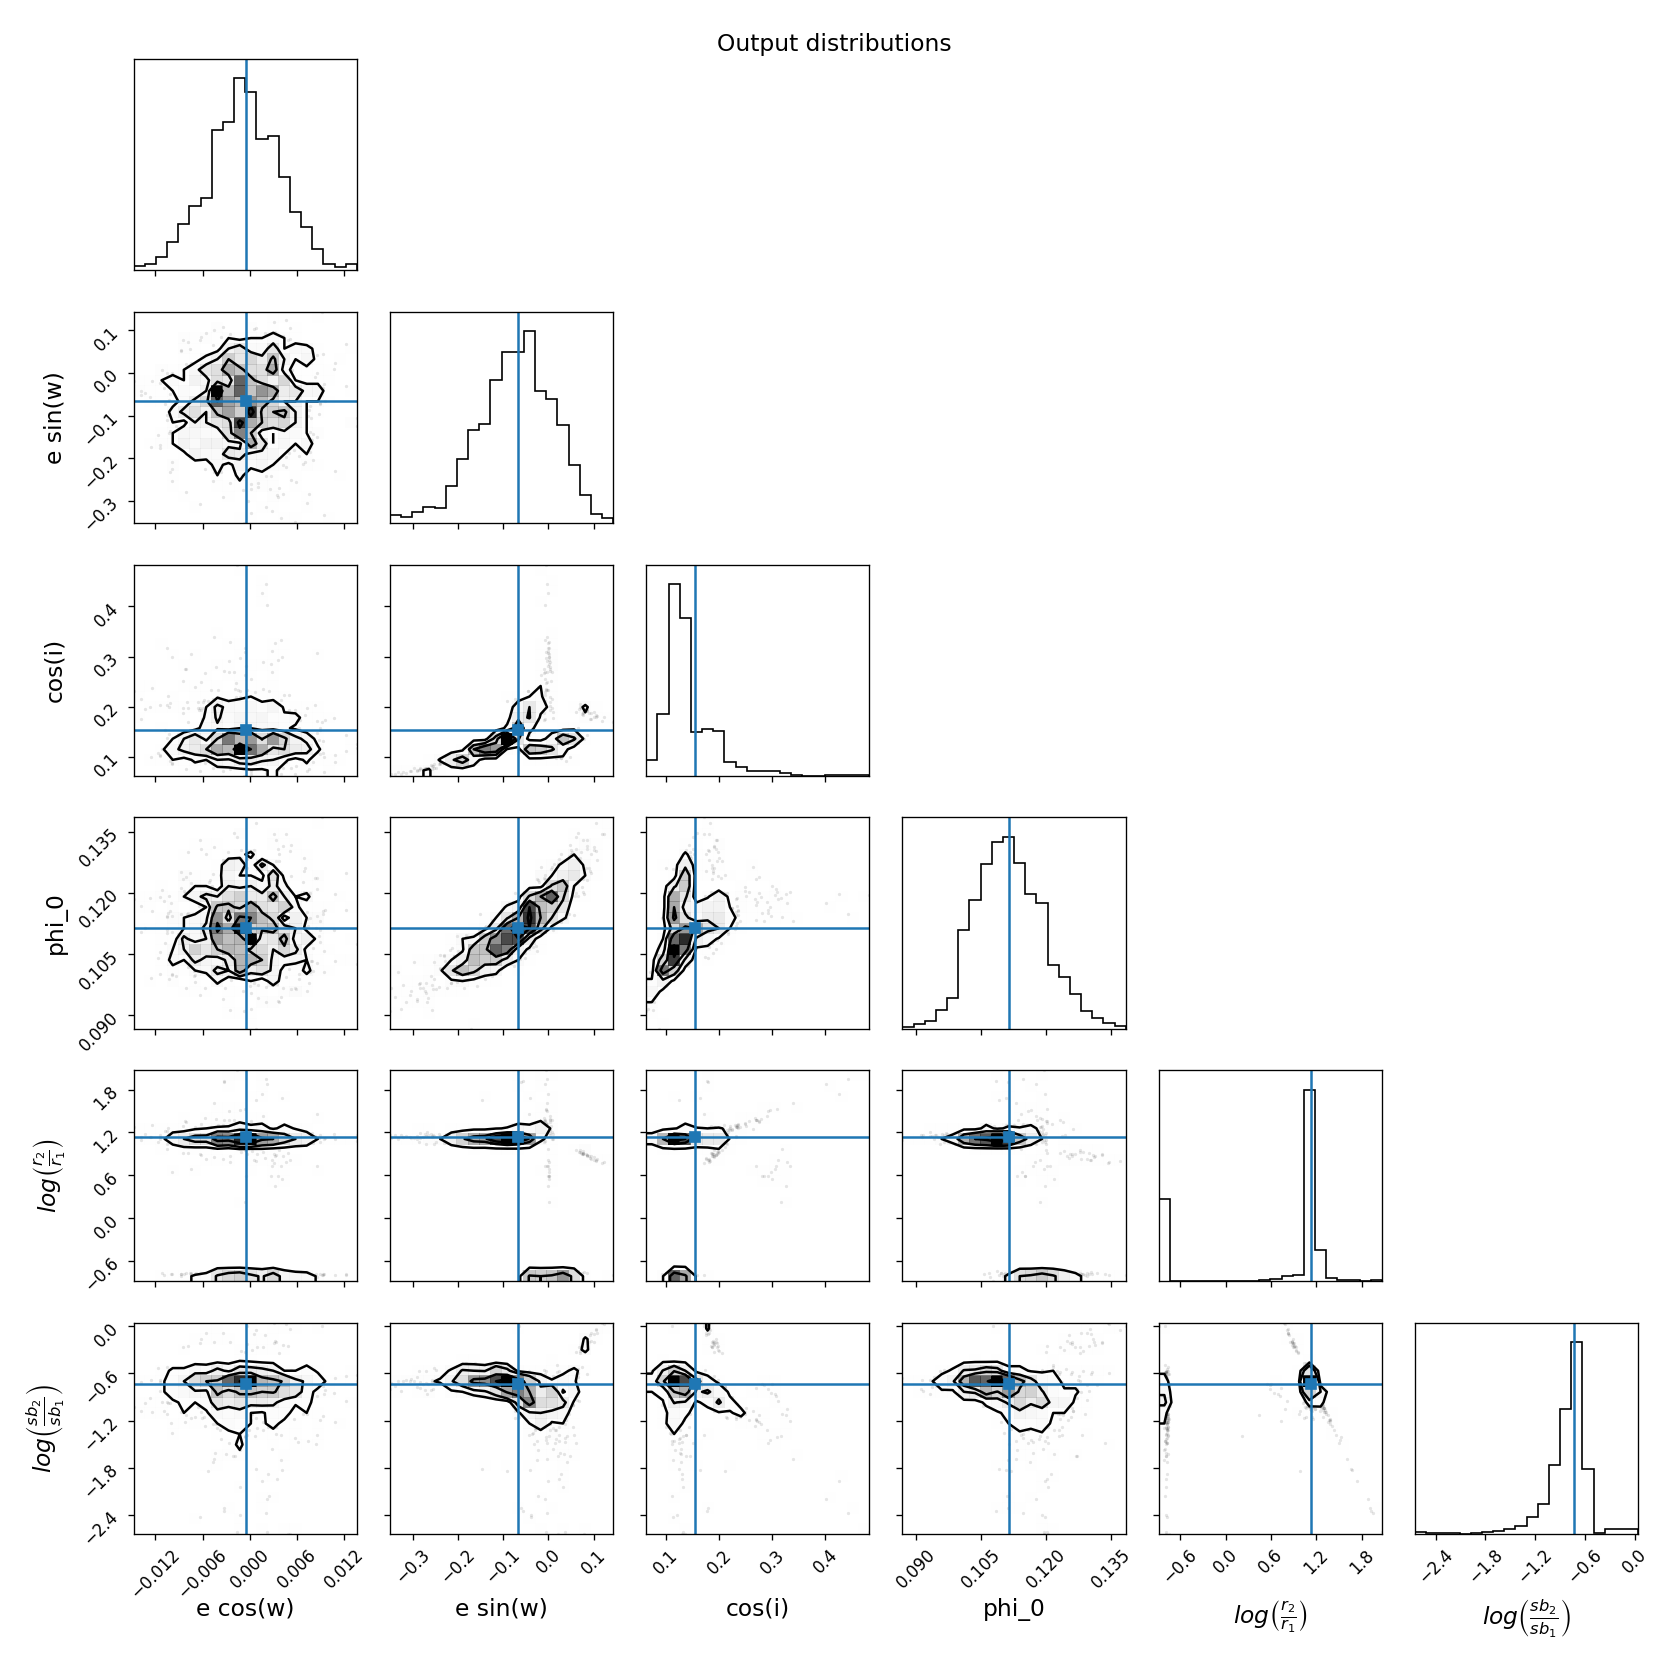 Output distributions
0.1
0.0
−0.1
−0.2
−0.3
e sin(w)
0.4
0.3
0.2
0.1
cos(i)
0.135
0.120
0.105
0.090
phi_0
1.8
1.2
0.6
0.0
−0.6
log(r₂/r₁)
0.0
−0.6
−1.2
−1.8
−2.4
log(sb₂/sb₁)
−0.012 −0.006 0.000 0.006 0.012
−0.3 −0.2 −0.1 0.0 0.1
0.1 0.2 0.3 0.4
0.090 0.105 0.120 0.135
−0.6 0.0 0.6 1.2 1.8
−2.4 −1.8 −1.2 −0.6 0.0
e cos(w)
e sin(w)
cos(i)
phi_0
log(r₂/r₁)
log(sb₂/sb₁)